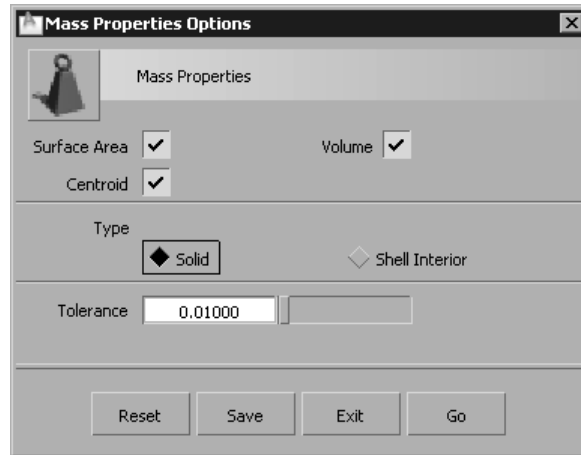 Mass Properties Options
Mass Properties
Surface Area Volume
Centroid
Type
Solid Shell Interior
Tolerance 0.01000
Reset Save Exit Go